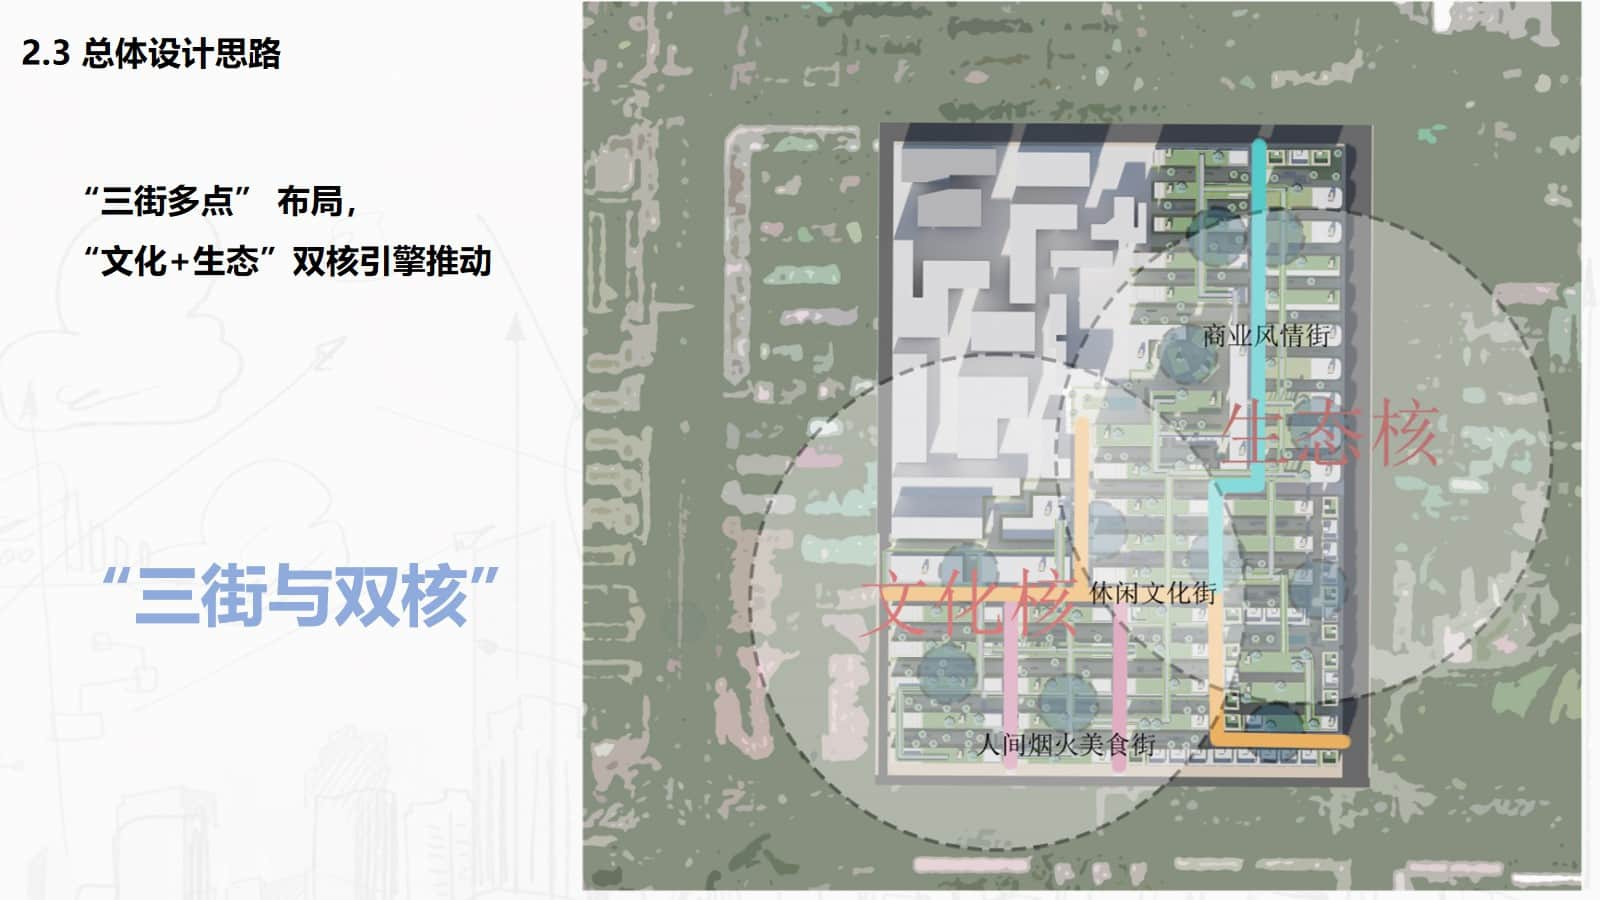 2.3 总体设计思路
“三街多点” 布局，
“文化+生态”双核引擎推动
“三街与双核”
商业风情街
生态核
文化核
休闲文化街
人间烟火美食街